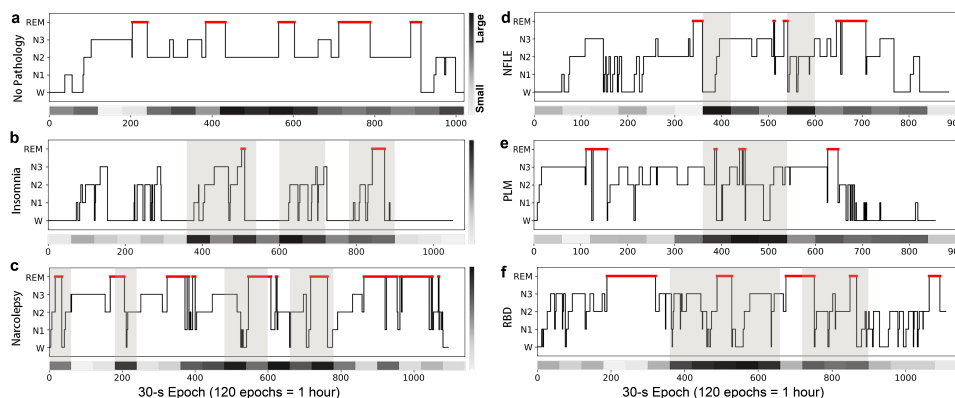 a
REM
N3
N2
N1
W
No Pathology
0 200 400 600 800 1000
Large
Small
b
REM
N3
N2
N1
W
Insomnia
0 200 400 600 800 1000
c
REM
N3
N2
N1
W
Narcolepsy
0 200 400 600 800 1000
30-s Epoch (120 epochs = 1 hour)
d
REM
N3
N2
N1
W
NFLE
0 100 200 300 400 500 600 700 800 900
e
REM
N3
N2
N1
W
PLM
0 100 200 300 400 500 600 700 800 900
f
REM
N3
N2
N1
W
RBD
0 200 400 600 800 1000
30-s Epoch (120 epochs = 1 hour)